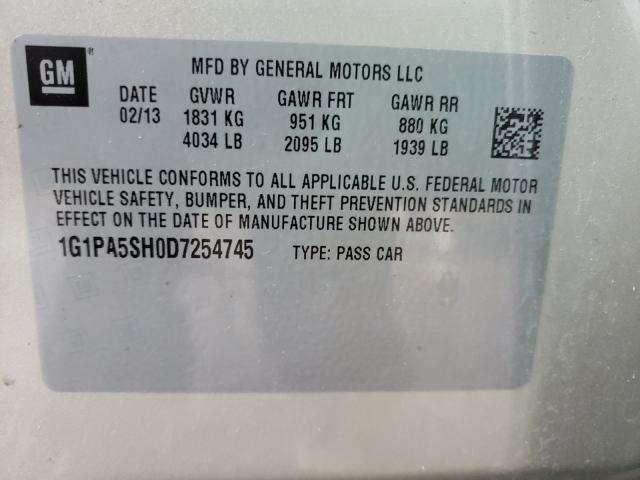 GM®
MFD BY GENERAL MOTORS LLC
DATE GVWR GAWR FRT GAWR RR
02/13 1831 KG 951 KG 880 KG
4034 LB 2095 LB 1939 LB
THIS VEHICLE CONFORMS TO ALL APPLICABLE U.S. FEDERAL MOTOR
VEHICLE SAFETY, BUMPER, AND THEFT PREVENTION STANDARDS IN
EFFECT ON THE DATE OF MANUFACTURE SHOWN ABOVE.
1G1PA5SH0D7254745 TYPE: PASS CAR